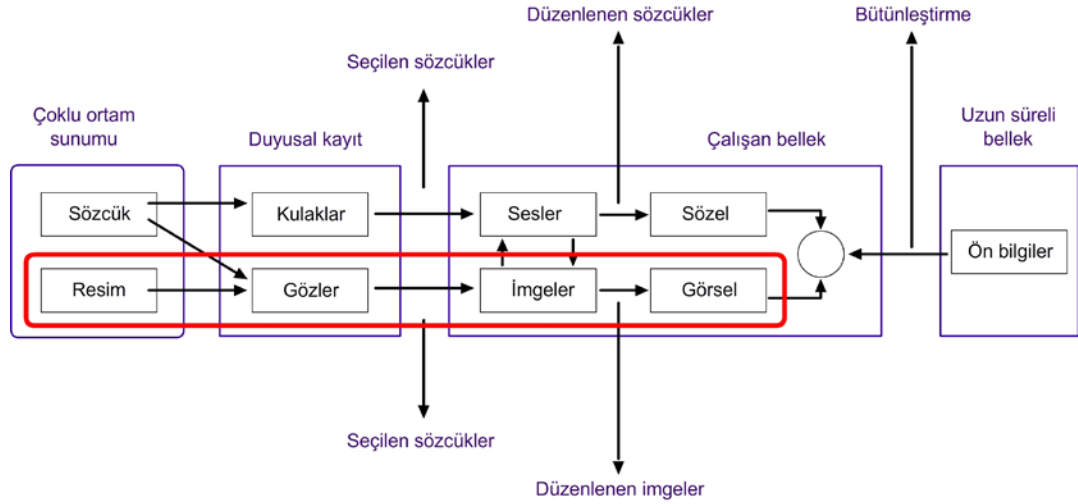 Düzenlenen sözcükler
Bütünleştirme
Seçilen sözcükler
Çoklu ortam
sunumu
Duyusal kayıt
Çalışan bellek
Uzun süreli
bellek
Sözcük
Kulaklar
Sesler
Sözel
Ön bilgiler
Resim
Gözler
İmgeler
Görsel
Seçilen sözcükler
Düzenlenen imgeler